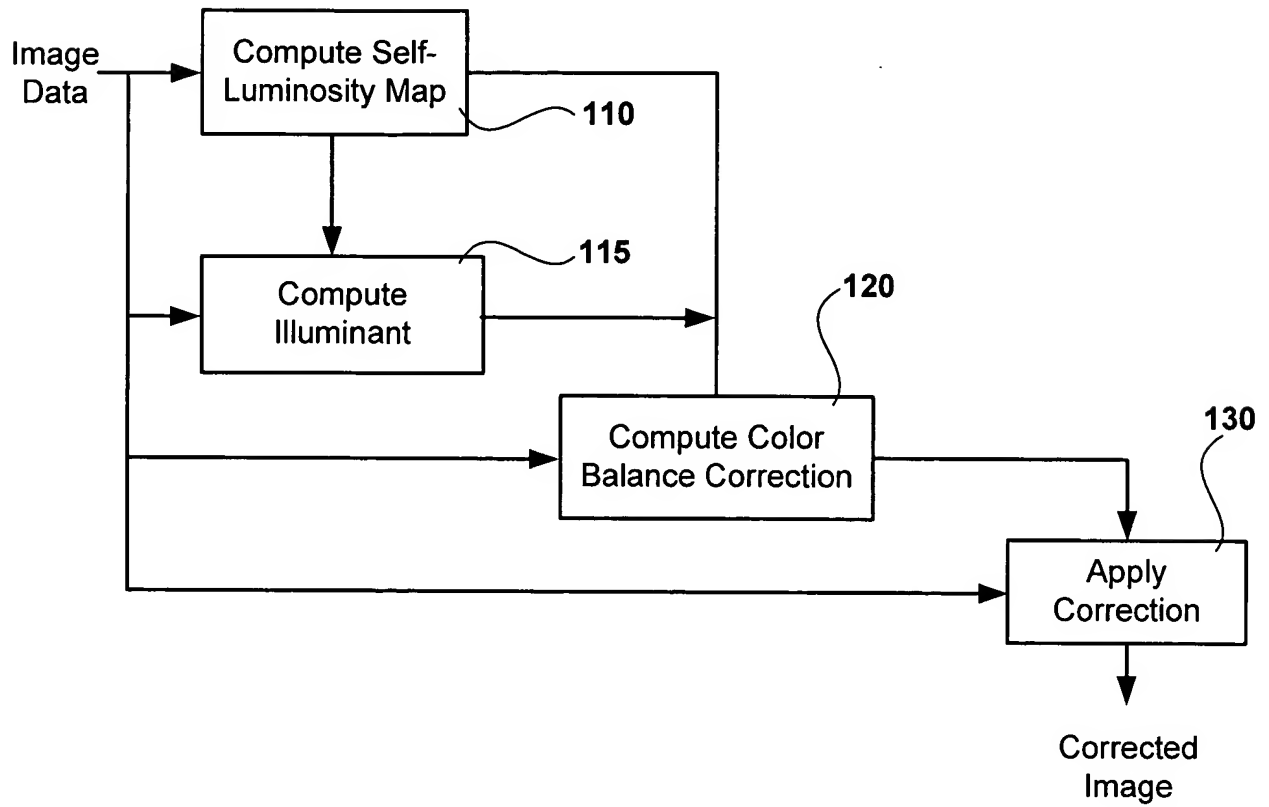 Image
Data
Compute Self-
Luminosity Map
110
115
Compute
Illuminant
120
Compute Color
Balance Correction
130
Apply
Correction
Corrected
Image